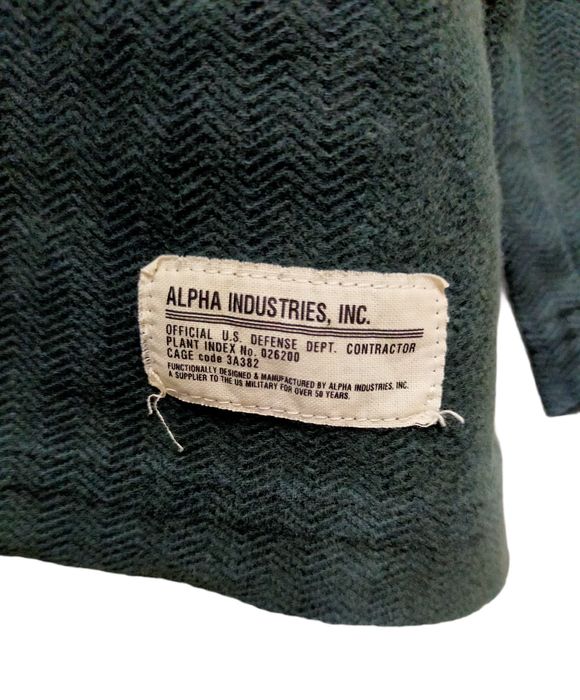 ALPHA INDUSTRIES, INC.
OFFICIAL U.S. DEFENSE DEPT. CONTRACTOR
PLANT INDEX No. 026200
CAGE code 3A382
FUNCTIONALLY DESIGNED & MANUFACTURED BY ALPHA INDUSTRIES, INC.
A SUPPLIER TO THE US MILITARY FOR OVER 50 YEARS.